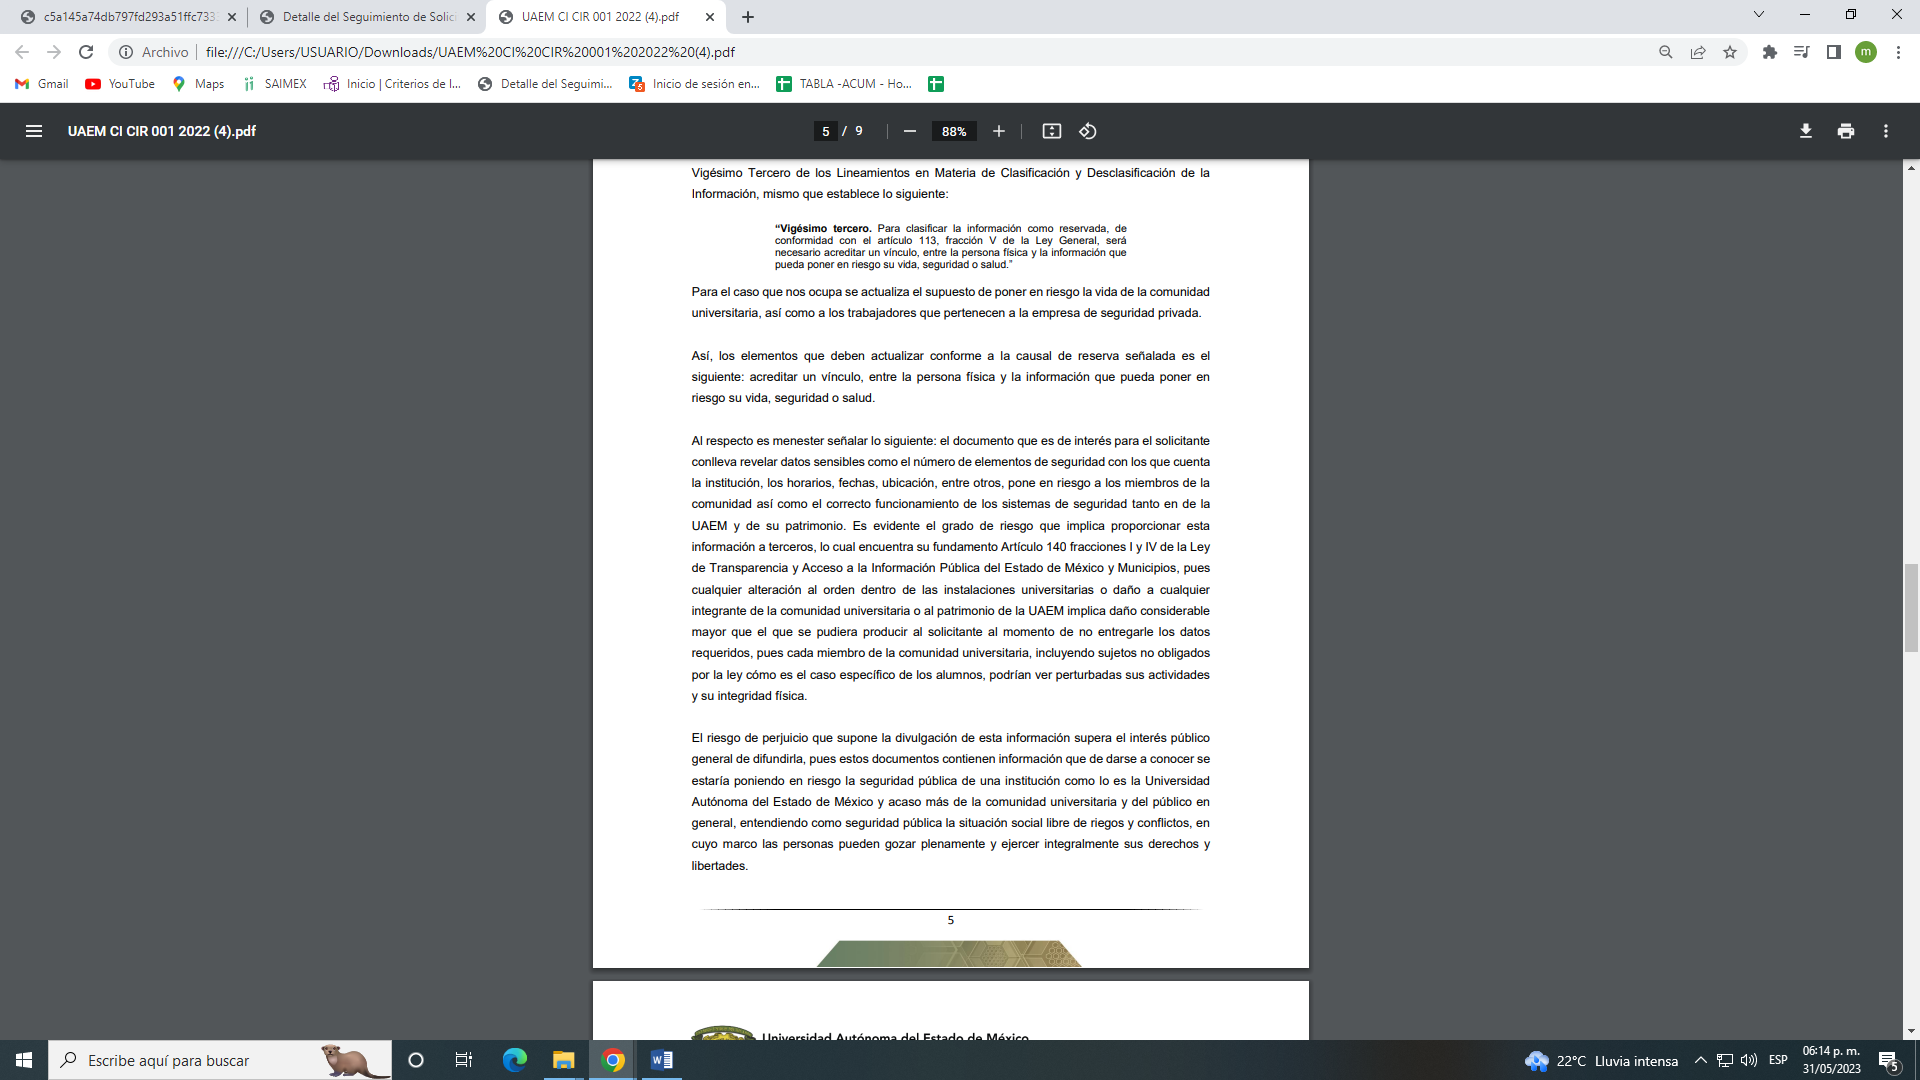 c5a145a74db797fd293a51ffc733
Detalle del Seguimiento de Solici
UAEM CI CIR 001 2022 (4).pdf
Archivo
file:///C:/Users/USUARIO/Downloads/UAEM%20CI%20CIR%20001%202022%20(4).pdf
m
Gmail
YouTube
Maps
SAIMEX
Inicio | Criterios de I...
Detalle del Seguimi...
Inicio de sesión en...
TABLA -ACUM - Ho...
UAEM CI CIR 001 2022 (4).pdf
5 / 9
88%
Vigésimo Tercero de los Lineamientos en Materia de Clasificación y Desclasificación de la
Información, mismo que establece lo siguiente:
“Vigésimo tercero. Para clasificar la información como reservada, de
conformidad con el artículo 113, fracción V de la Ley General, será
necesario acreditar un vínculo, entre la persona física y la información que
pueda poner en riesgo su vida, seguridad o salud.”
Para el caso que nos ocupa se actualiza el supuesto de poner en riesgo la vida de la comunidad
universitaria, así como a los trabajadores que pertenecen a la empresa de seguridad privada.
Así, los elementos que deben actualizar conforme a la causal de reserva señalada es el
siguiente: acreditar un vínculo, entre la persona física y la información que pueda poner en
riesgo su vida, seguridad o salud.
Al respecto es menester señalar lo siguiente: el documento que es de interés para el solicitante
conlleva revelar datos sensibles como el número de elementos de seguridad con los que cuenta
la institución, los horarios, fechas, ubicación, entre otros, pone en riesgo a los miembros de la
comunidad así como el correcto funcionamiento de los sistemas de seguridad tanto en de la
UAEM y de su patrimonio. Es evidente el grado de riesgo que implica proporcionar esta
información a terceros, lo cual encuentra su fundamento Artículo 140 fracciones I y IV de la Ley
de Transparencia y Acceso a la Información Pública del Estado de México y Municipios, pues
cualquier alteración al orden dentro de las instalaciones universitarias o daño a cualquier
integrante de la comunidad universitaria o al patrimonio de la UAEM implica daño considerable
mayor que el que se pudiera producir al solicitante al momento de no entregarle los datos
requeridos, pues cada miembro de la comunidad universitaria, incluyendo sujetos no obligados
por la ley cómo es el caso específico de los alumnos, podrían ver perturbadas sus actividades
y su integridad física.
El riesgo de perjuicio que supone la divulgación de esta información supera el interés público
general de difundirla, pues estos documentos contienen información que de darse a conocer se
estaría poniendo en riesgo la seguridad pública de una institución como lo es la Universidad
Autónoma del Estado de México y acaso más de la comunidad universitaria y del público en
general, entendiendo como seguridad pública la situación social libre de riegos y conflictos, en
cuyo marco las personas pueden gozar plenamente y ejercer integralmente sus derechos y
libertades.
5
Universidad Autónoma del Estado de México
Escribe aquí para buscar
22°C Lluvia intensa
ESP
06:14 p. m.
31/05/2023
5